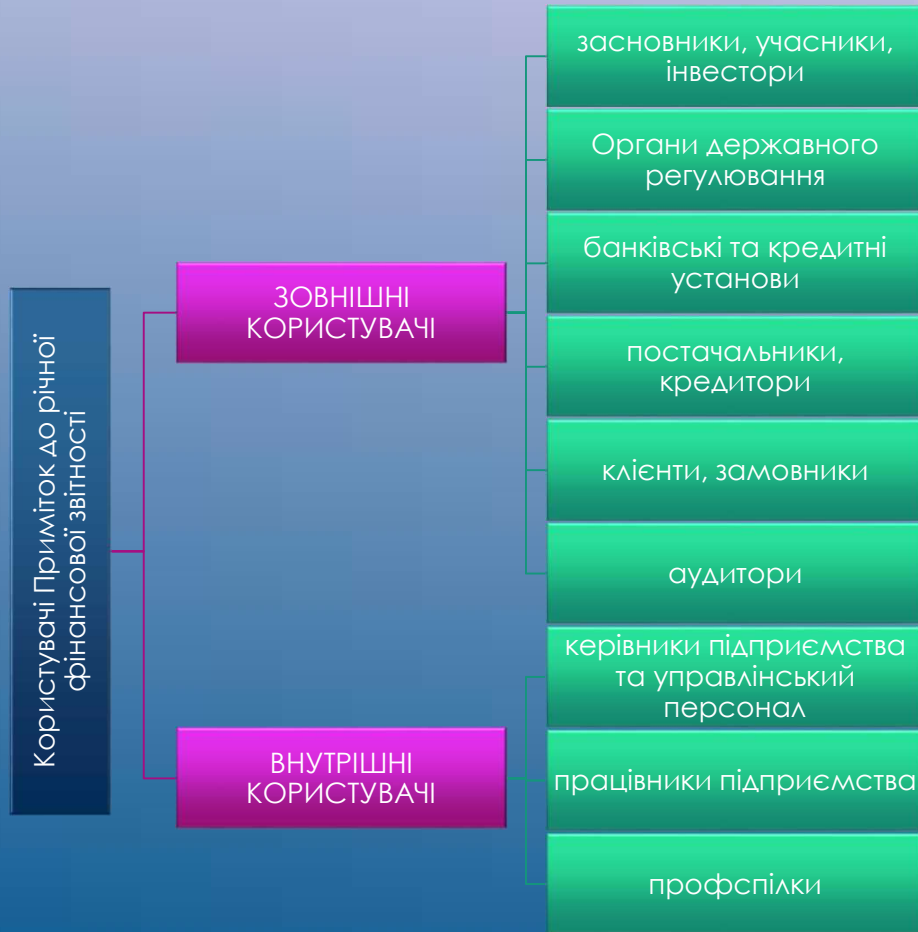 Користувачі Приміток до річної
фінансової звітності
ЗОВНІШНІ
КОРИСТУВАЧІ
засновники, учасники,
інвестори
Органи державного
регулювання
банківські та кредитні
установи
постачальники,
кредитори
клієнти, замовники
аудитори
ВНУТРІШНІ
КОРИСТУВАЧІ
керівники підприємства
та управлінський
персонал
працівники підприємства
профспілки